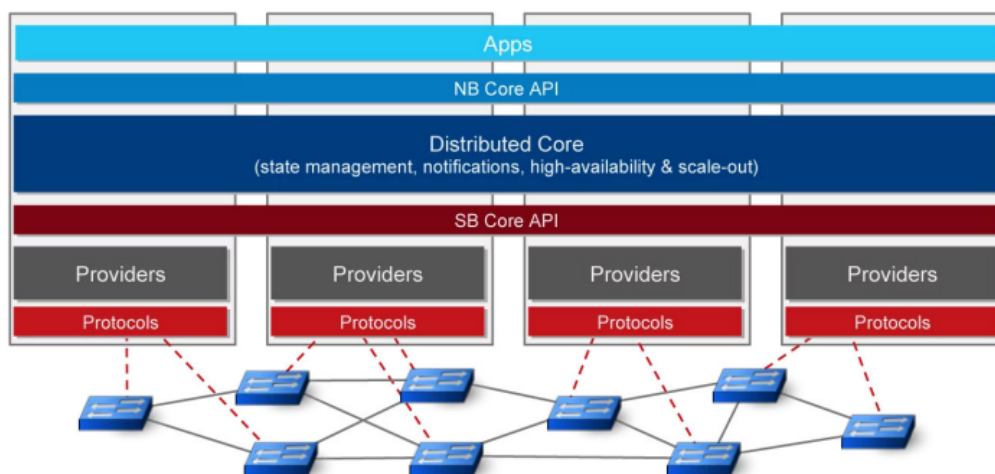 Apps
NB Core API
Distributed Core
(state management, notifications, high-availability & scale-out)
SB Core API
Providers Providers Providers Providers
Protocols Protocols Protocols Protocols